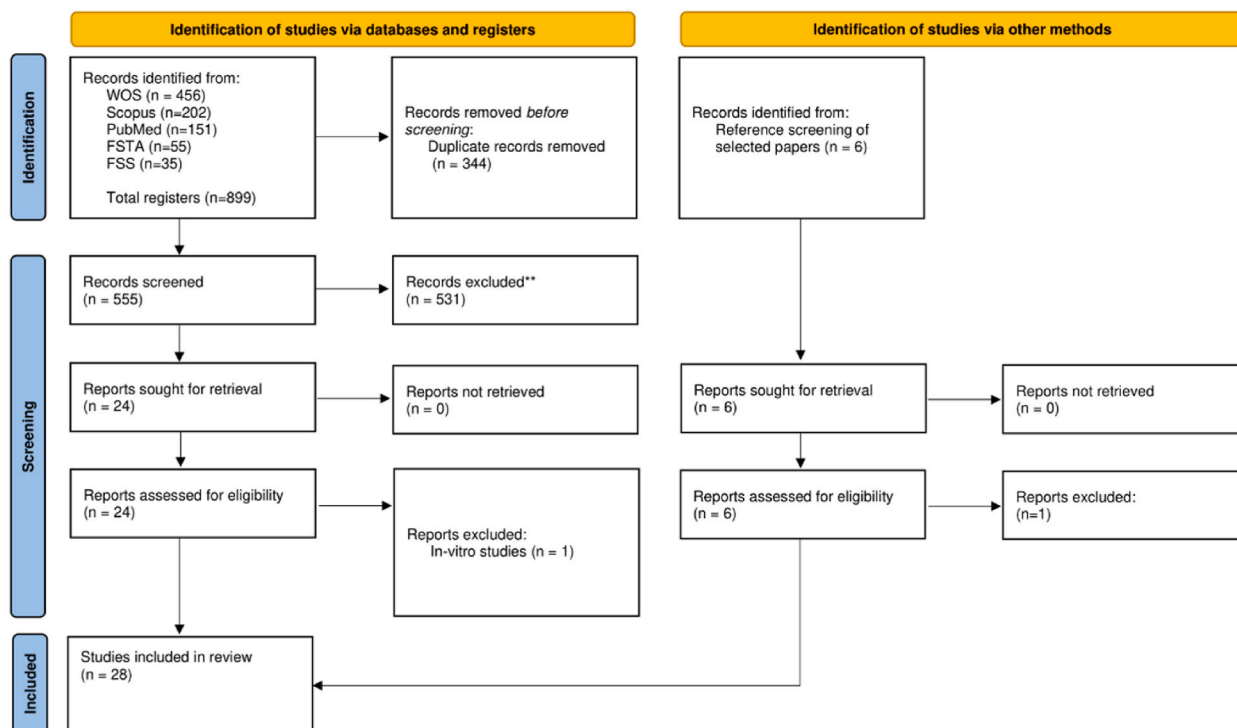 Identification of studies via databases and registers
Identification of studies via other methods
Identification
Records identified from:
WOS (n = 456)
Scopus (n=202)
PubMed (n=151)
FSTA (n=55)
FSS (n=35)
Total registers (n=899)
Records removed before
screening:
Duplicate records removed
(n = 344)
Records identified from:
Reference screening of
selected papers (n = 6)
Screening
Records screened
(n = 555)
Records excluded**
(n = 531)
Reports sought for retrieval
(n = 24)
Reports not retrieved
(n = 0)
Reports sought for retrieval
(n = 6)
Reports not retrieved
(n = 0)
Reports assessed for eligibility
(n = 24)
Reports excluded:
In-vitro studies (n = 1)
Reports assessed for eligibility
(n = 6)
Reports excluded:
(n=1)
Included
Studies included in review
(n = 28)